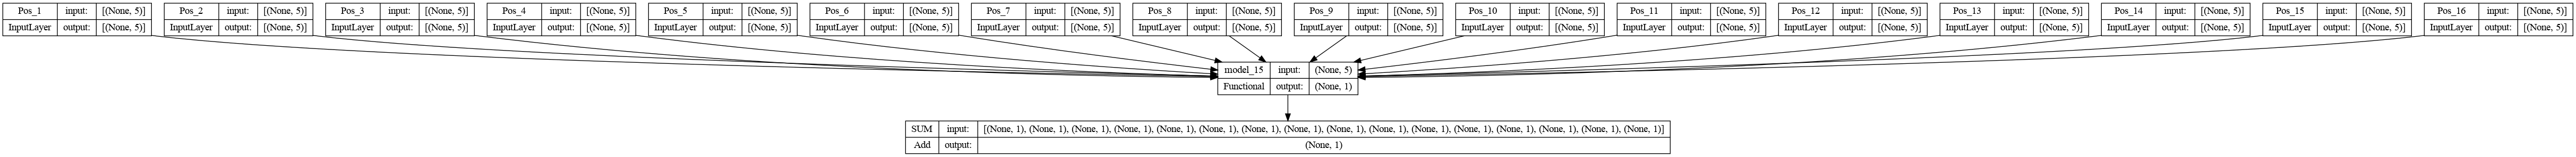 Pos_1 input: [(None, 5)] Pos_2 input: [(None, 5)] Pos_3 input: [(None, 5)] Pos_4 input: [(None, 5)] Pos_5 input: [(None, 5)] Pos_6 input: [(None, 5)] Pos_7 input: [(None, 5)] Pos_8 input: [(None, 5)] Pos_9 input: [(None, 5)] Pos_10 input: [(None, 5)] Pos_11 input: [(None, 5)] Pos_12 input: [(None, 5)] Pos_13 input: [(None, 5)] Pos_14 input: [(None, 5)] Pos_15 input: [(None, 5)] Pos_16 input: [(None, 5)]
InputLayer output: [(None, 5)] InputLayer output: [(None, 5)] InputLayer output: [(None, 5)] InputLayer output: [(None, 5)] InputLayer output: [(None, 5)] InputLayer output: [(None, 5)] InputLayer output: [(None, 5)] InputLayer output: [(None, 5)] InputLayer output: [(None, 5)] InputLayer output: [(None, 5)] InputLayer output: [(None, 5)] InputLayer output: [(None, 5)] InputLayer output: [(None, 5)] InputLayer output: [(None, 5)] InputLayer output: [(None, 5)] InputLayer output: [(None, 5)]
model_15 input: (None, 5)
Functional output: (None, 1)
SUM input: [(None, 1), (None, 1), (None, 1), (None, 1), (None, 1), (None, 1), (None, 1), (None, 1), (None, 1), (None, 1), (None, 1), (None, 1), (None, 1), (None, 1), (None, 1), (None, 1)]
Add output: (None, 1)